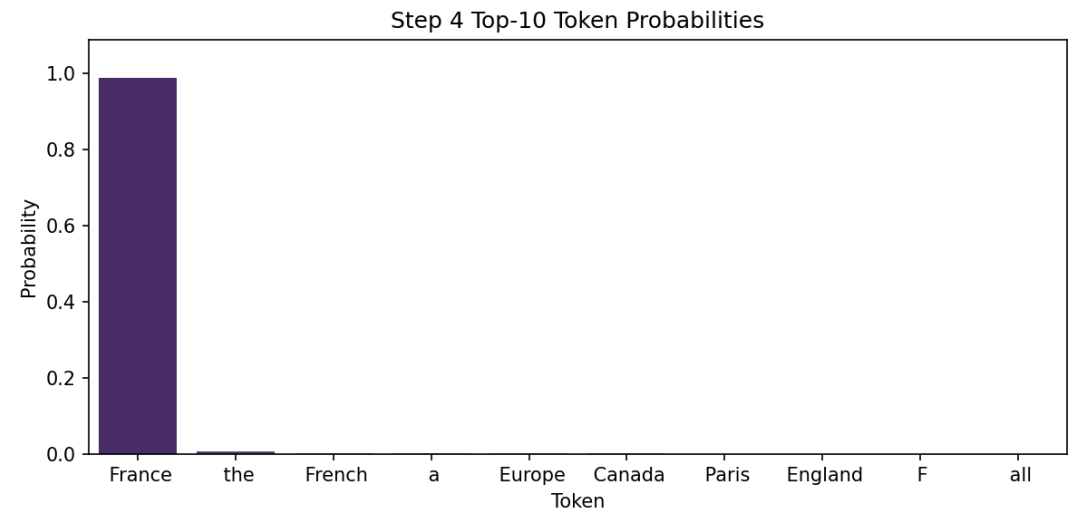 Step 4 Top-10 Token Probabilities
1.0
0.8
0.6
0.4
0.2
0.0
Probability
France the French a Europe Canada Paris England F all
Token